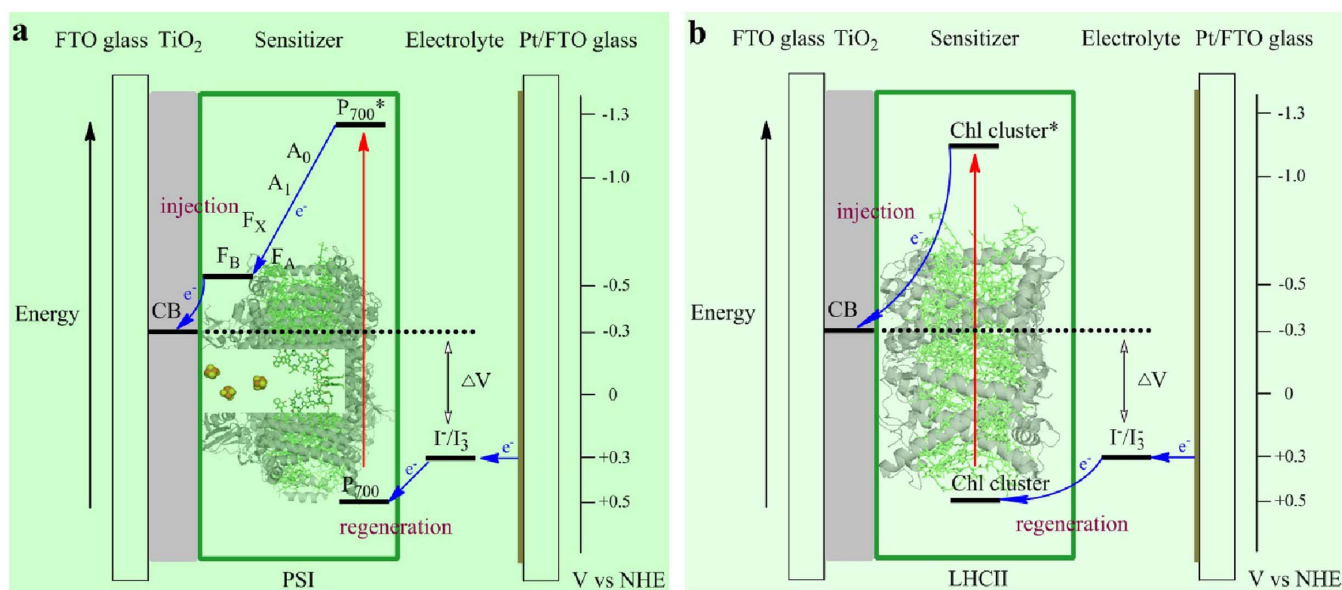 a
FTO glass TiO₂ Sensitizer Electrolyte Pt/FTO glass
P₇₀₀*
-1.3
A₀
A₁
-1.0
injection
e⁻
Fₓ
F_B F_A
-0.5
e⁻
CB
Energy
-0.3
△V
0
I⁻/I₃⁻
e⁻
+0.3
e⁻
P₇₀₀
+0.5
regeneration
PSI
V vs NHE
b
FTO glass TiO₂ Sensitizer Electrolyte Pt/FTO glass
Chl cluster*
-1.3
-1.0
injection
e⁻
-0.5
CB
Energy
-0.3
△V
0
I⁻/I₃⁻
e⁻
+0.3
e⁻
Chl cluster
+0.5
regeneration
LHCII
V vs NHE